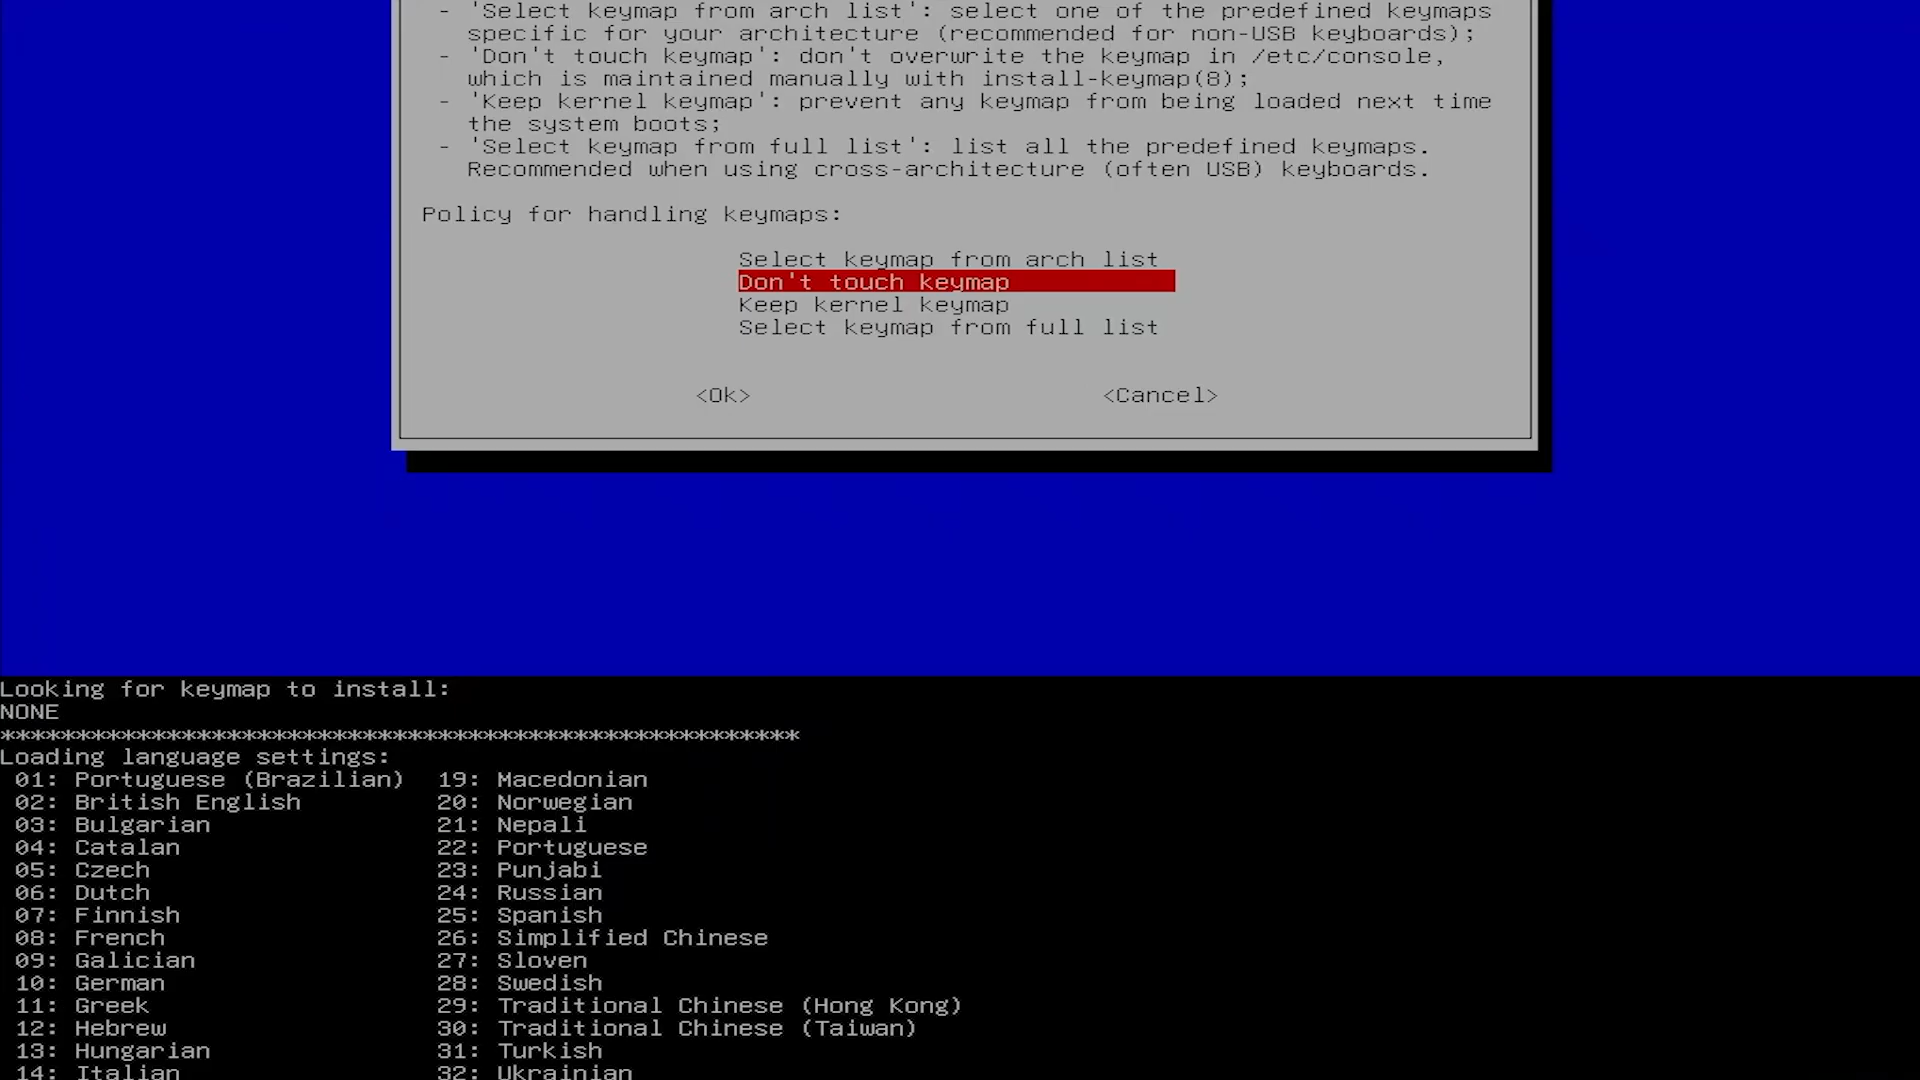 - 'Select keymap from arch list': select one of the predefined keymaps
specific for your architecture (recommended for non-USB keyboards);
- 'Don't touch keymap': don't overwrite the keymap in /etc/console,
which is maintained manually with install-keymap(8);
- 'Keep kernel keymap': prevent any keymap from being loaded next time
the system boots;
- 'Select keymap from full list': list all the predefined keymaps.
Recommended when using cross-architecture (often USB) keyboards.
Policy for handling keymaps:
Select keymap from arch list
Don't touch keymap
Keep kernel keymap
Select keymap from full list
<Ok> <Cancel>
Looking for keymap to install:
NONE
*****************************************************
Loading language settings:
01: Portuguese (Brazilian) 19: Macedonian
02: British English 20: Norwegian
03: Bulgarian 21: Nepali
04: Catalan 22: Portuguese
05: Czech 23: Punjabi
06: Dutch 24: Russian
07: Finnish 25: Spanish
08: French 26: Simplified Chinese
09: Galician 27: Sloven
10: German 28: Swedish
11: Greek 29: Traditional Chinese (Hong Kong)
12: Hebrew 30: Traditional Chinese (Taiwan)
13: Hungarian 31: Turkish
14: Italian 32: Ukrainian